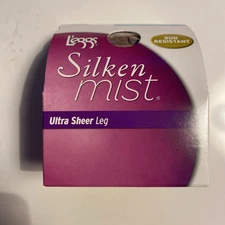 L'eggs
RUN
RESISTANT
Silken
mist®
Ultra Sheer Leg